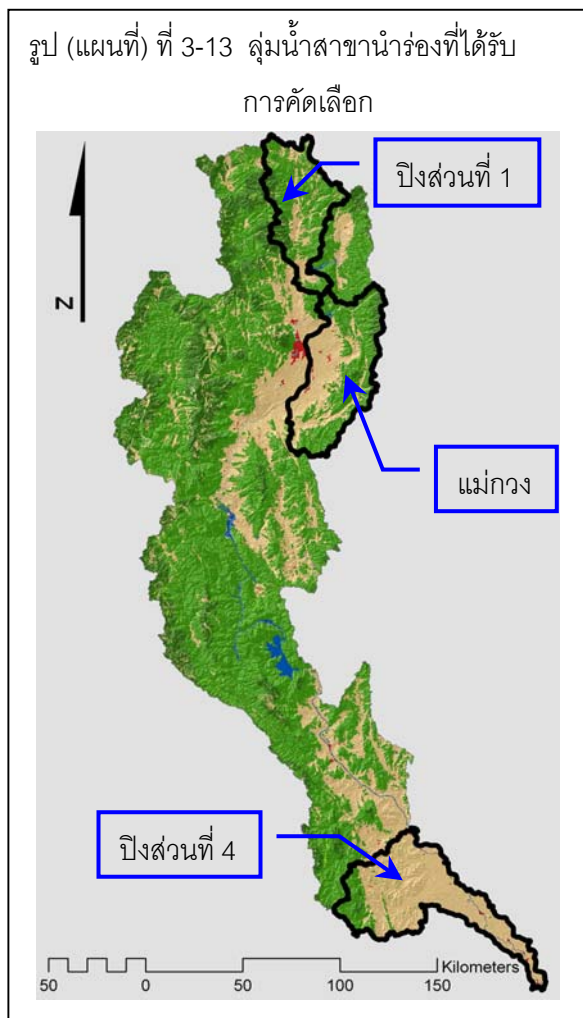 รูป (แผนที่) ที่ 3-13 ลุ่มน้ำสาขานำร่องที่ได้รับ
การคัดเลือก
ปิงส่วนที่ 1
N
แม่กวง
ปิงส่วนที่ 4
Kilometers
50 0 50 100 150